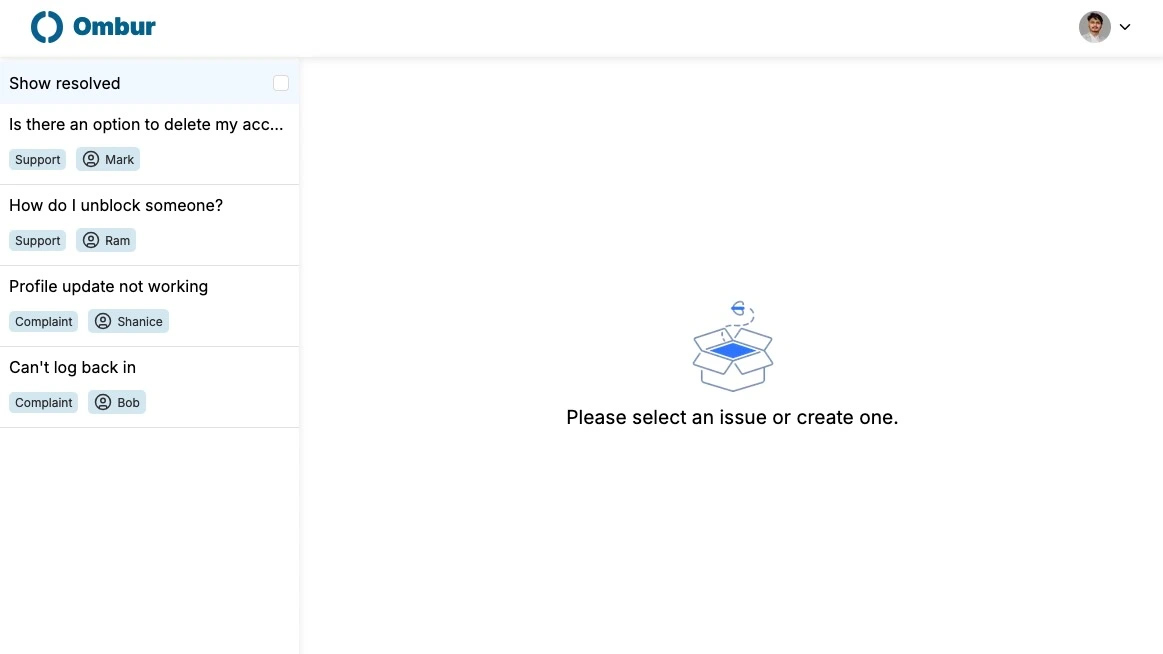 Ombur
Show resolved
Is there an option to delete my acc...
Support
Mark
How do I unblock someone?
Support
Ram
Profile update not working
Complaint
Shanice
Can't log back in
Complaint
Bob
Please select an issue or create one.